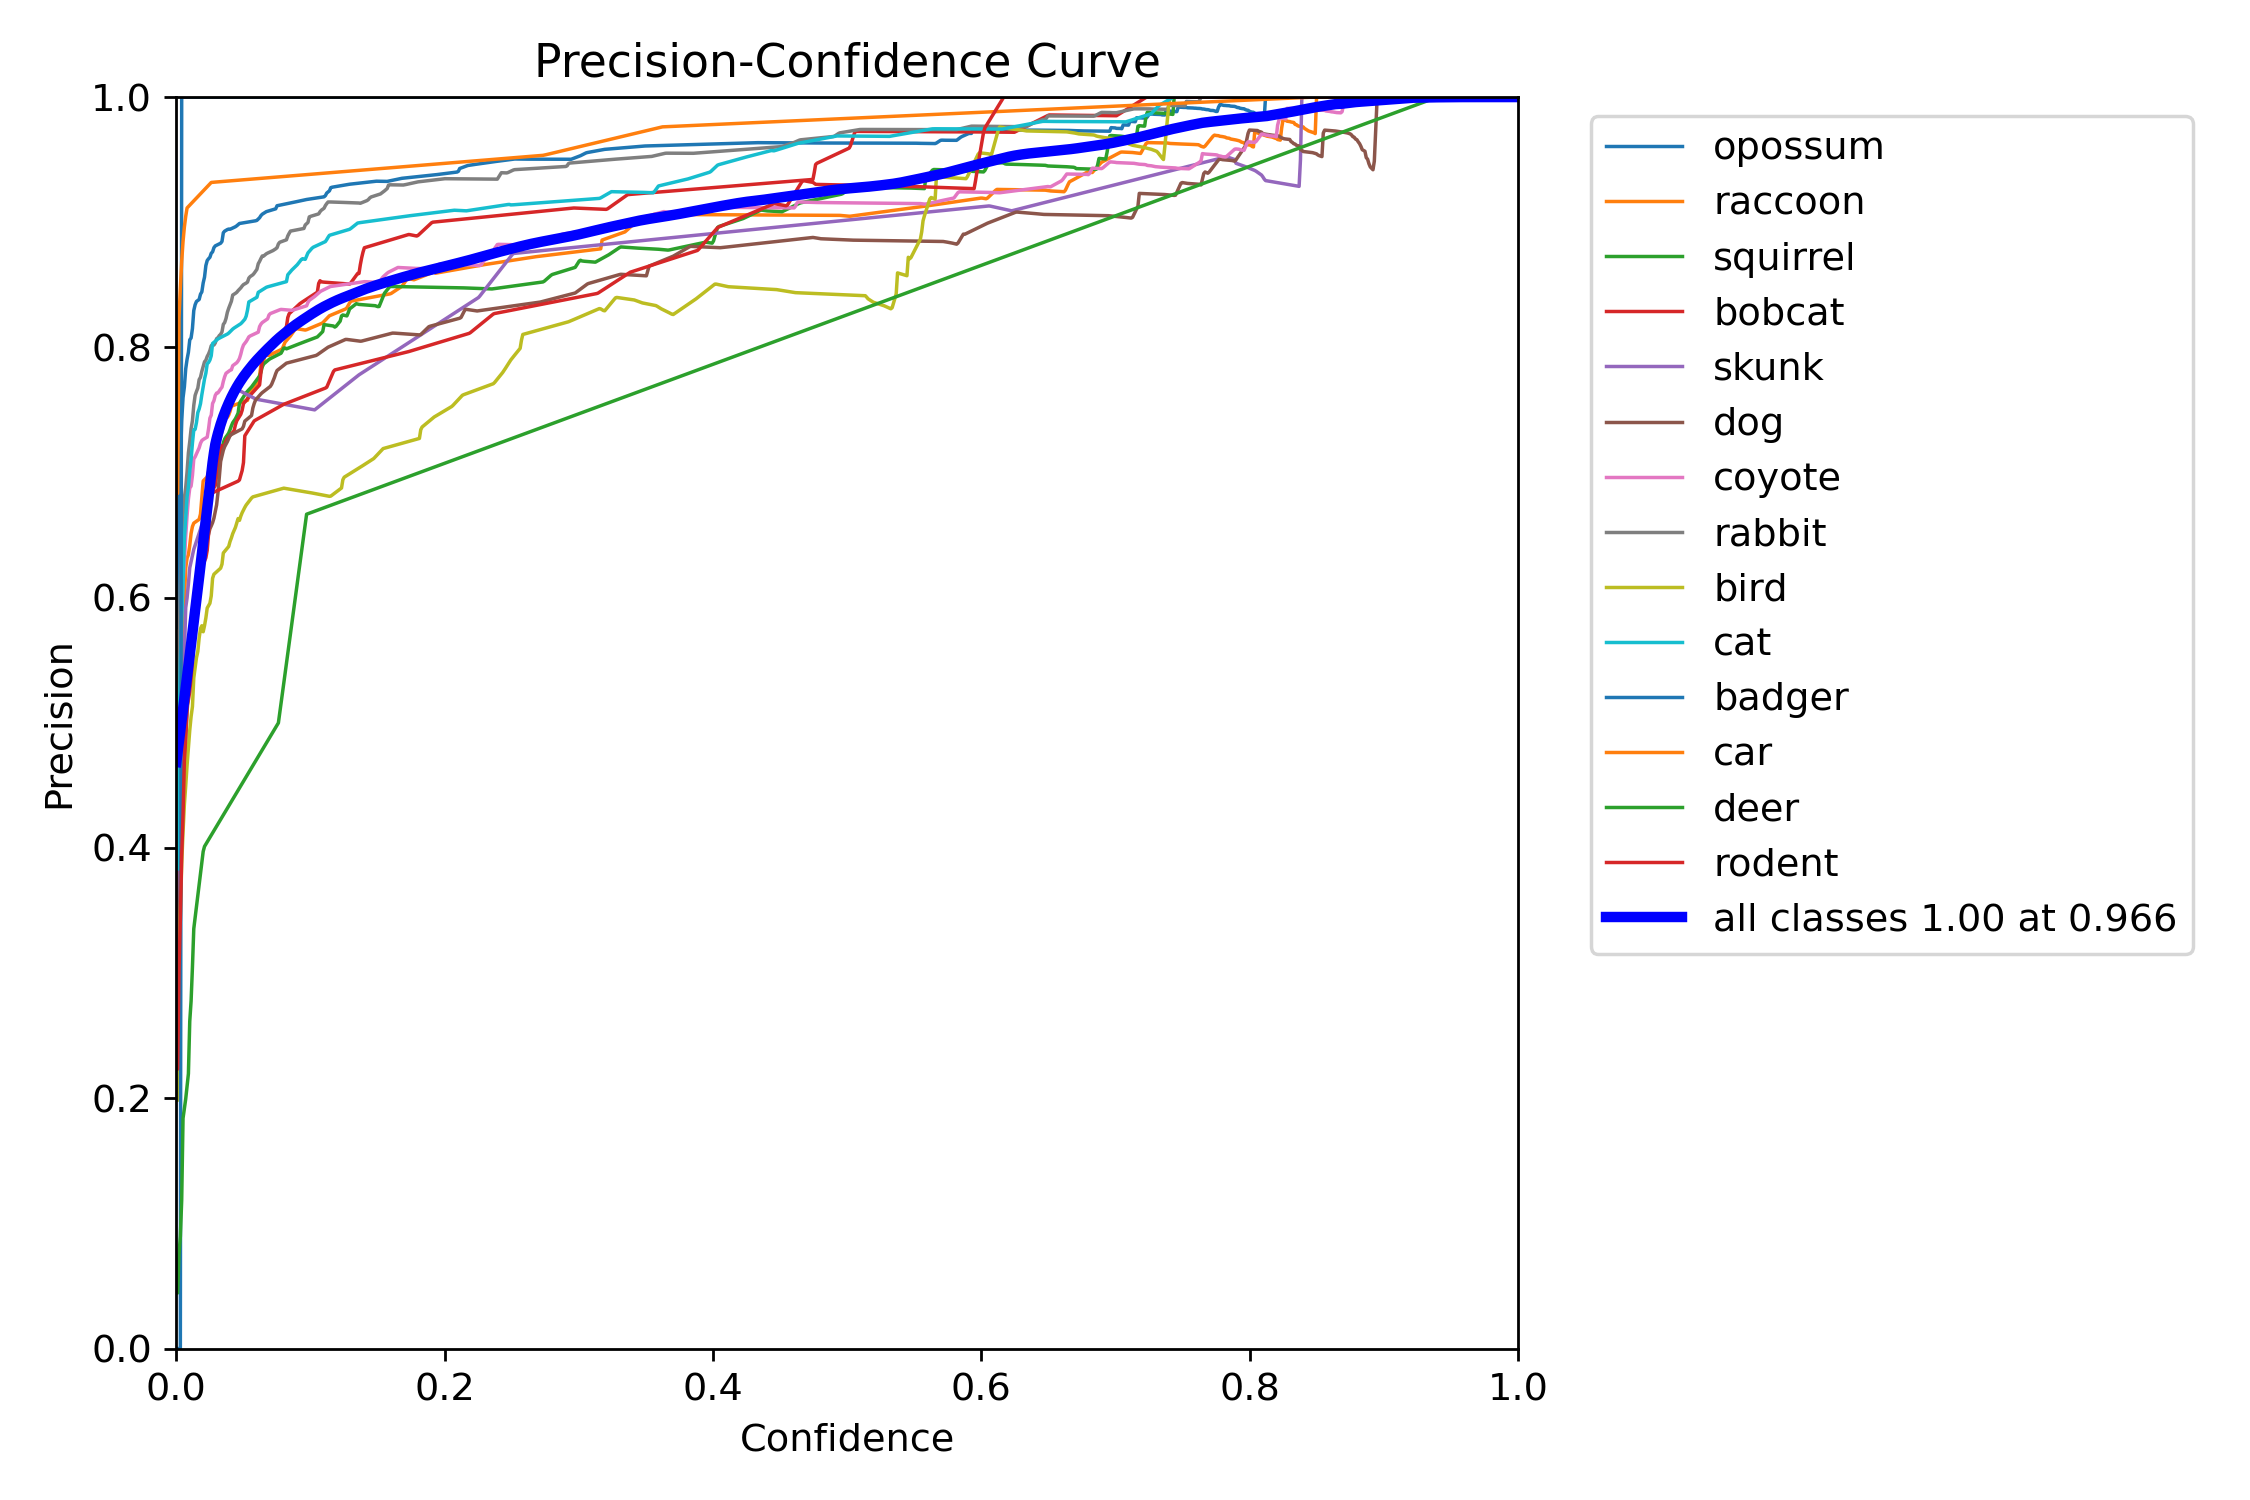 Precision-Confidence Curve
1.0
0.8
0.6
0.4
0.2
0.0
Precision
0.0 0.2 0.4 0.6 0.8 1.0
Confidence
opossum
raccoon
squirrel
bobcat
skunk
dog
coyote
rabbit
bird
cat
badger
car
deer
rodent
all classes 1.00 at 0.966